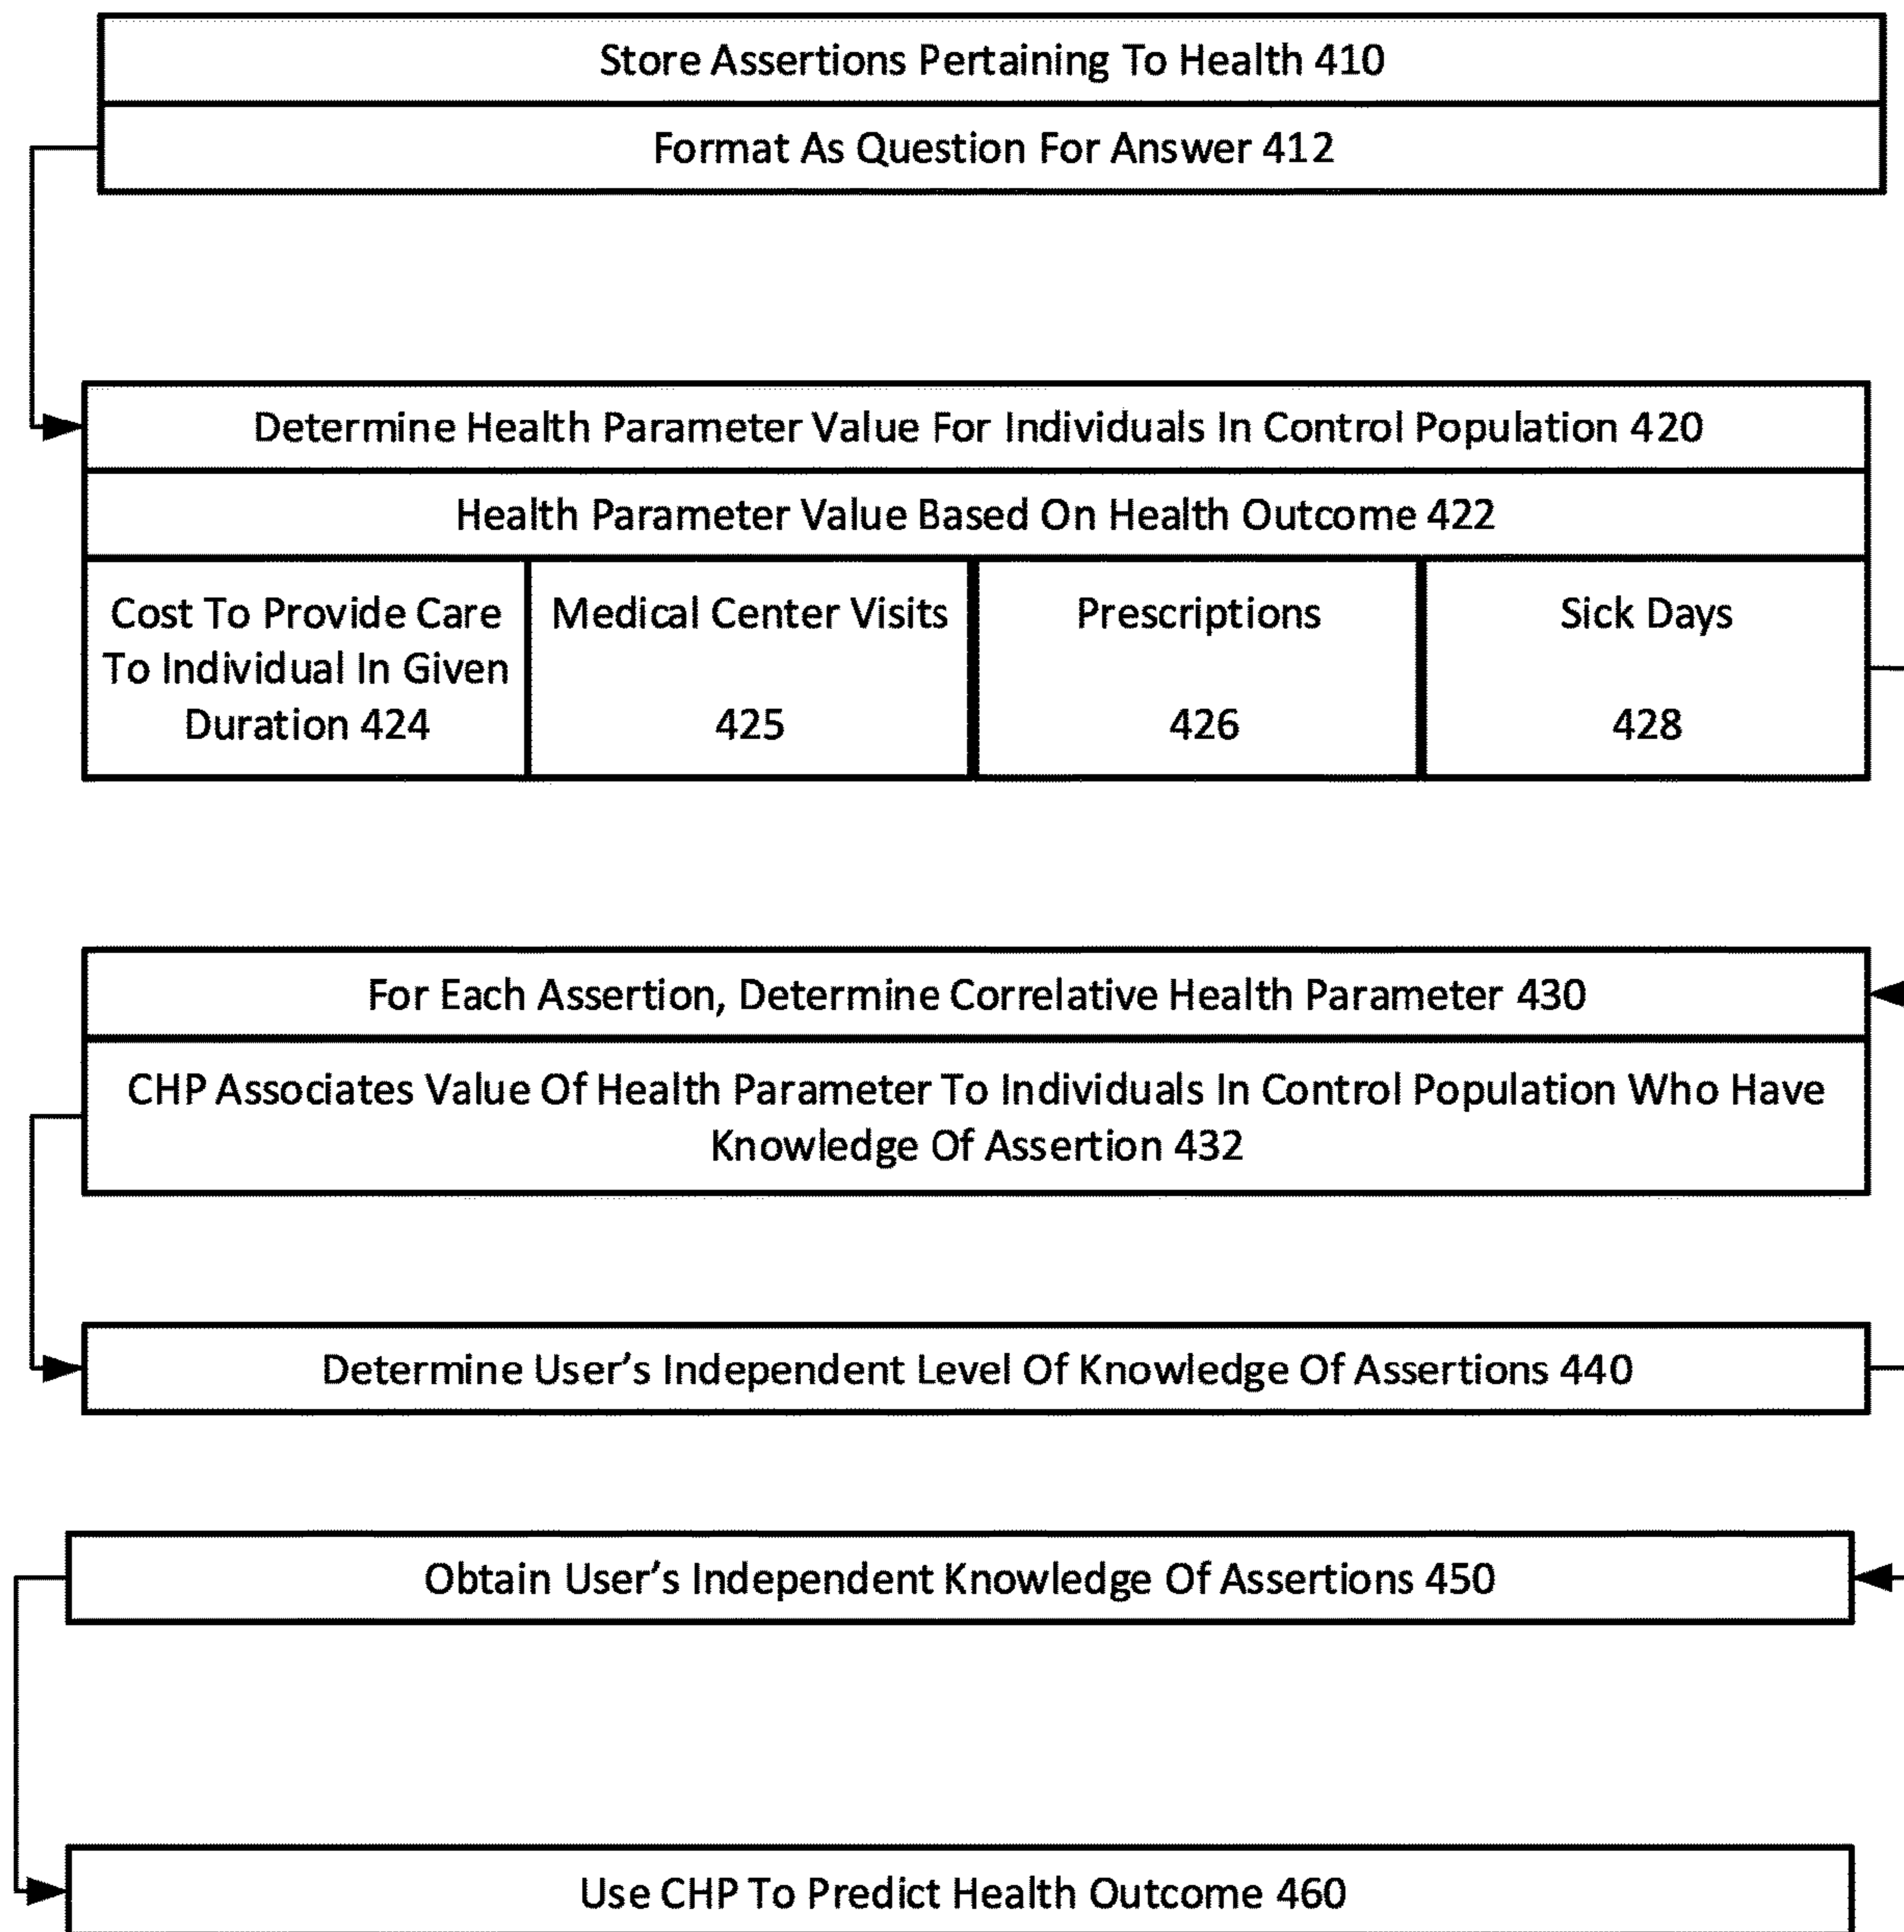 Store Assertions Pertaining To Health 410
Format As Question For Answer 412
Determine Health Parameter Value For Individuals In Control Population 420
Health Parameter Value Based On Health Outcome 422
Cost To Provide Care
To Individual In Given
Duration 424
Medical Center Visits
425
Prescriptions
426
Sick Days
428
For Each Assertion, Determine Correlative Health Parameter 430
CHP Associates Value Of Health Parameter To Individuals In Control Population Who Have
Knowledge Of Assertion 432
Determine User's Independent Level Of Knowledge Of Assertions 440
Obtain User's Independent Knowledge Of Assertions 450
Use CHP To Predict Health Outcome 460